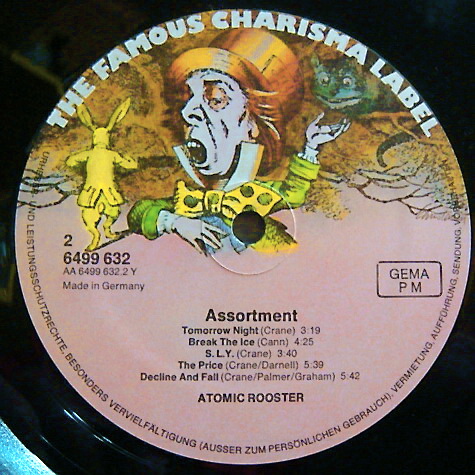 THE FAMOUS CHARISMA LABEL
2
6499 632
AA 6499 632.2 Y
Made in Germany
GEMA
P M
Assortment
Tomorrow Night (Crane) 3:19
Break The Ice (Cann) 4:25
S. L.Y. (Crane) 3:40
The Price (Crane/Darnell) 5:39
Decline And Fall (Crane/Palmer/Graham) 5:42
ATOMIC ROOSTER
UND LEISTUNGSSCHUTZRECHTE, BESONDERS VERVIELFÄLTIGUNG (AUSSER ZUM PERSÖNLICHEN GEBRAUCH), VERMIETUNG, AUFFÜHRUNG, SENDUNG,